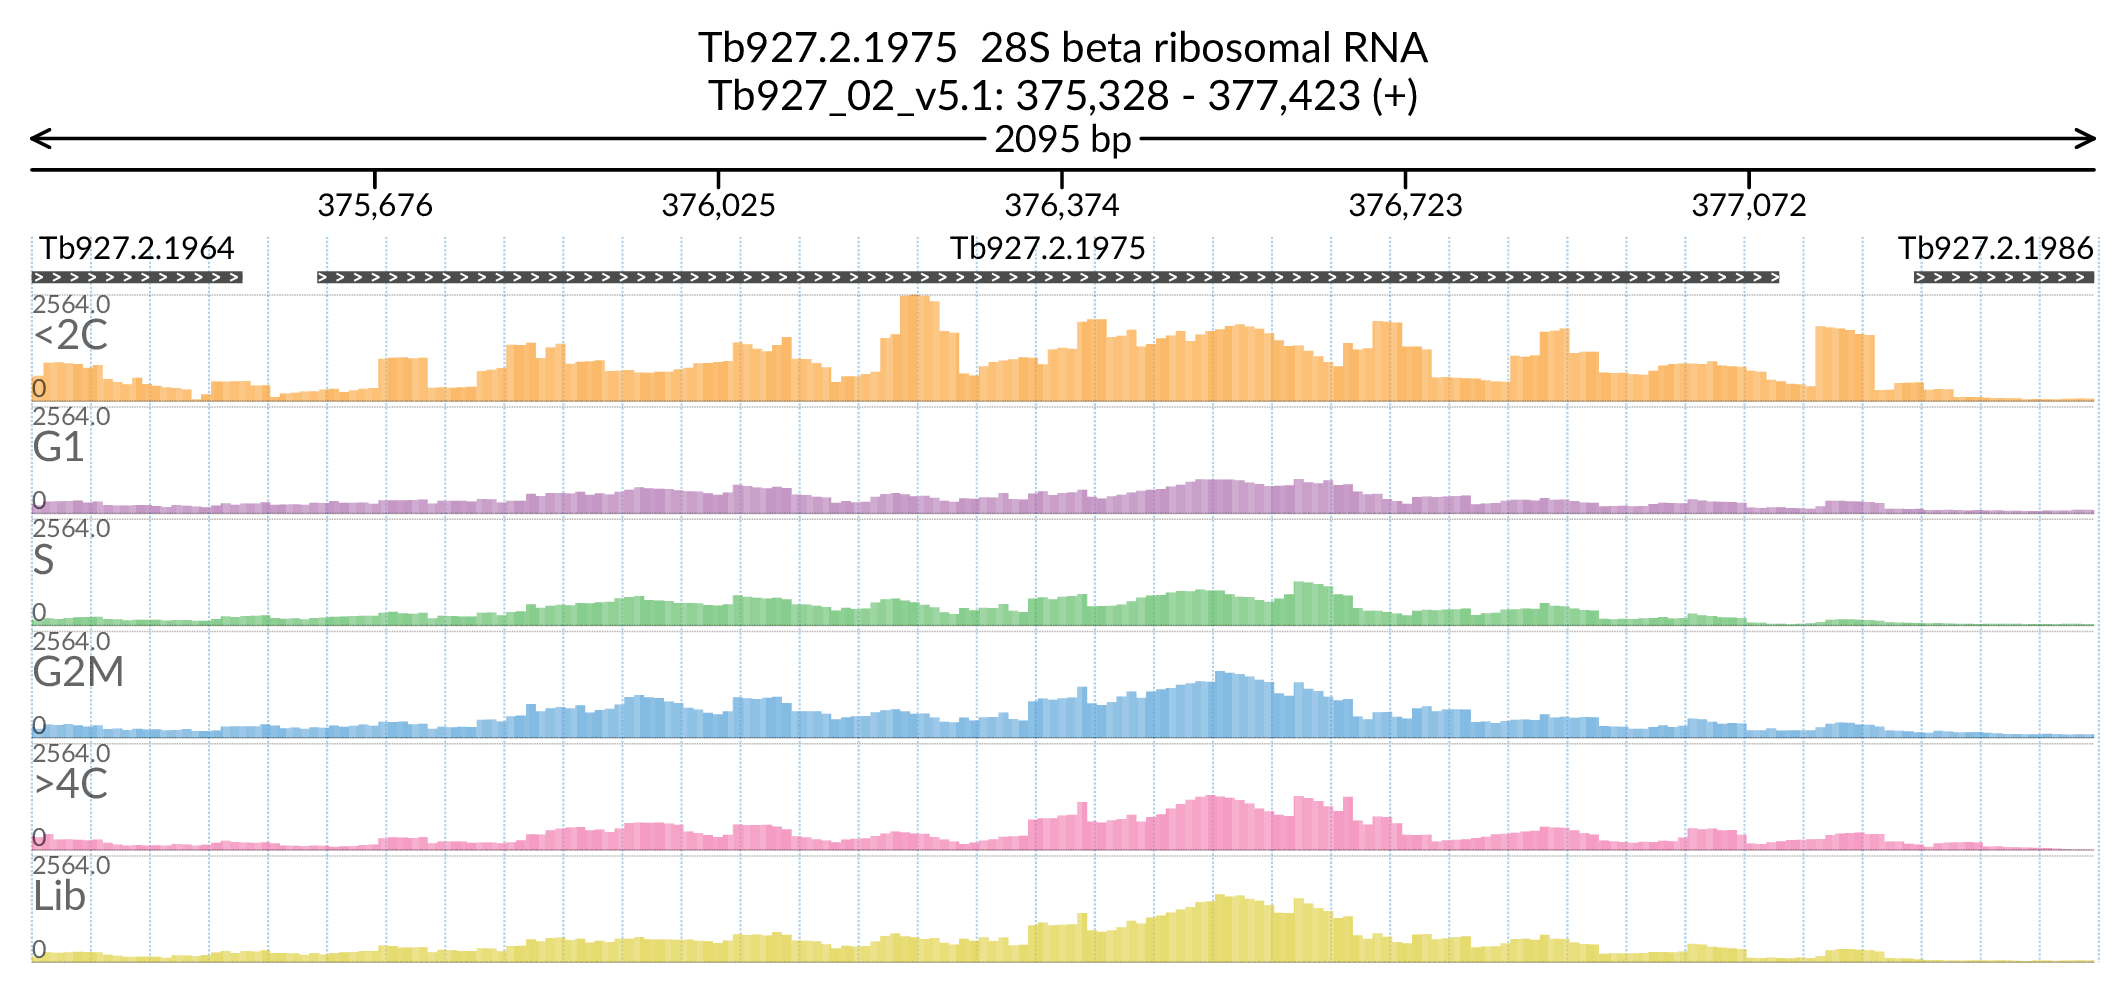 Tb927.2.1975  28S beta ribosomal RNA
Tb927_02_v5.1: 375,328 - 377,423 (+)
2095 bp
375,676 376,025 376,374 376,723 377,072
Tb927.2.1964 Tb927.2.1975 Tb927.2.1986
2564.0
<2C
0
2564.0
G1
0
2564.0
S
0
2564.0
G2M
0
2564.0
>4C
0
2564.0
Lib
0